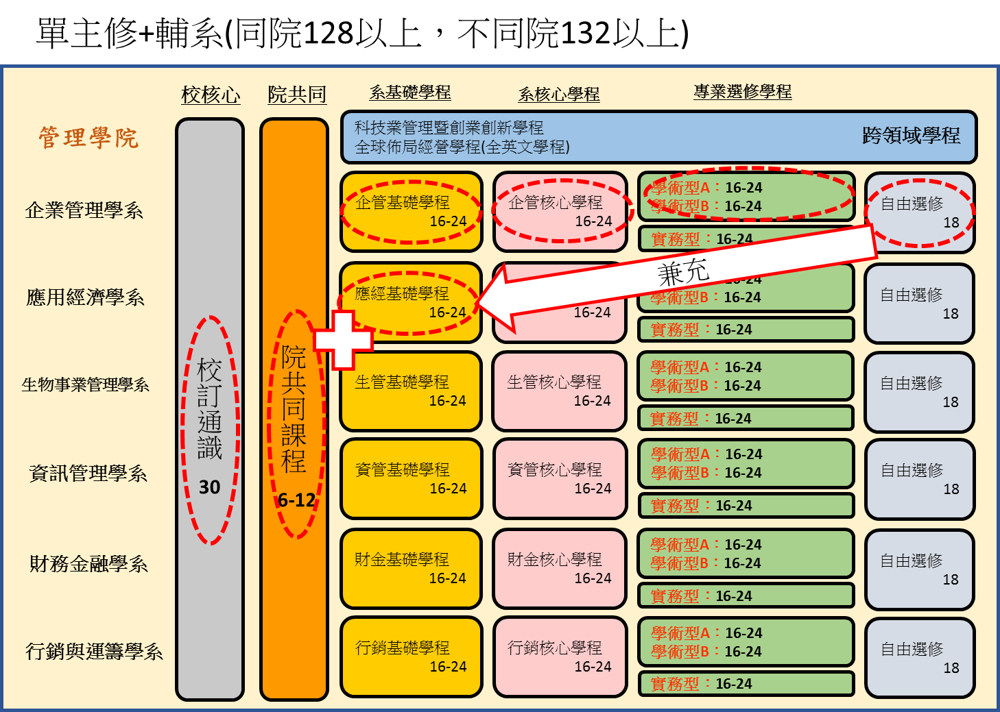 單主修+輔系(同院128以上，不同院132以上)
校核心
院共同
系基礎學程
系核心學程
專業選修學程
管理學院
科技業管理暨創業創新學程
全球佈局經營學程(全英文學程)
跨領域學程
企業管理學系
企管基礎學程
16-24
企管核心學程
16-24
學術型A：16-24
學術型B：16-24
實務型：16-24
自由選修
18
兼充
應用經濟學系
應經基礎學程
16-24
16-24
16-24
學術型B：16-24
實務型：16-24
自由選修
18
校訂通識
30
院共同課程
6-12
生物事業管理學系
生管基礎學程
16-24
生管核心學程
16-24
學術型A：16-24
學術型B：16-24
實務型：16-24
自由選修
18
資訊管理學系
資管基礎學程
16-24
資管核心學程
16-24
學術型A：16-24
學術型B：16-24
實務型：16-24
自由選修
18
財務金融學系
財金基礎學程
16-24
財金核心學程
16-24
學術型A：16-24
學術型B：16-24
實務型：16-24
自由選修
18
行銷與運籌學系
行銷基礎學程
16-24
行銷核心學程
16-24
學術型A：16-24
學術型B：16-24
實務型：16-24
自由選修
18